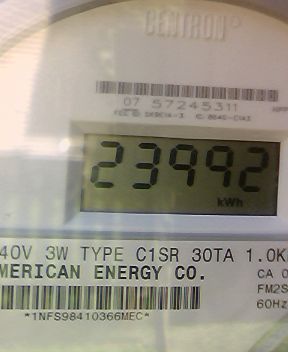 CENTRON
07 57245311
23992
kWh
40V 3W TYPE C1SR 30TA 1.0K
MERICAN ENERGY CO.
CA 0
FM2S
60Hz
*1NFS98410366MEC*